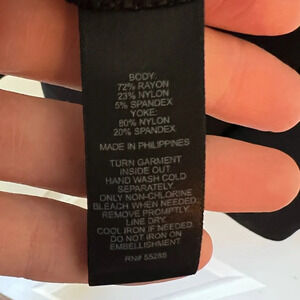 BODY:
72% RAYON
23% NYLON
5% SPANDEX
YOKE:
80% NYLON
20% SPANDEX
MADE IN PHILIPPINES
TURN GARMENT
INSIDE OUT
HAND WASH COLD
SEPARATELY
ONLY NON-CHLORINE
BLEACH WHEN NEEDED.
REMOVE PROMPTLY.
LINE DRY.
COOL IRON IF NEEDED.
DO NOT IRON ON
EMBELLISHMENT
RN# 55285